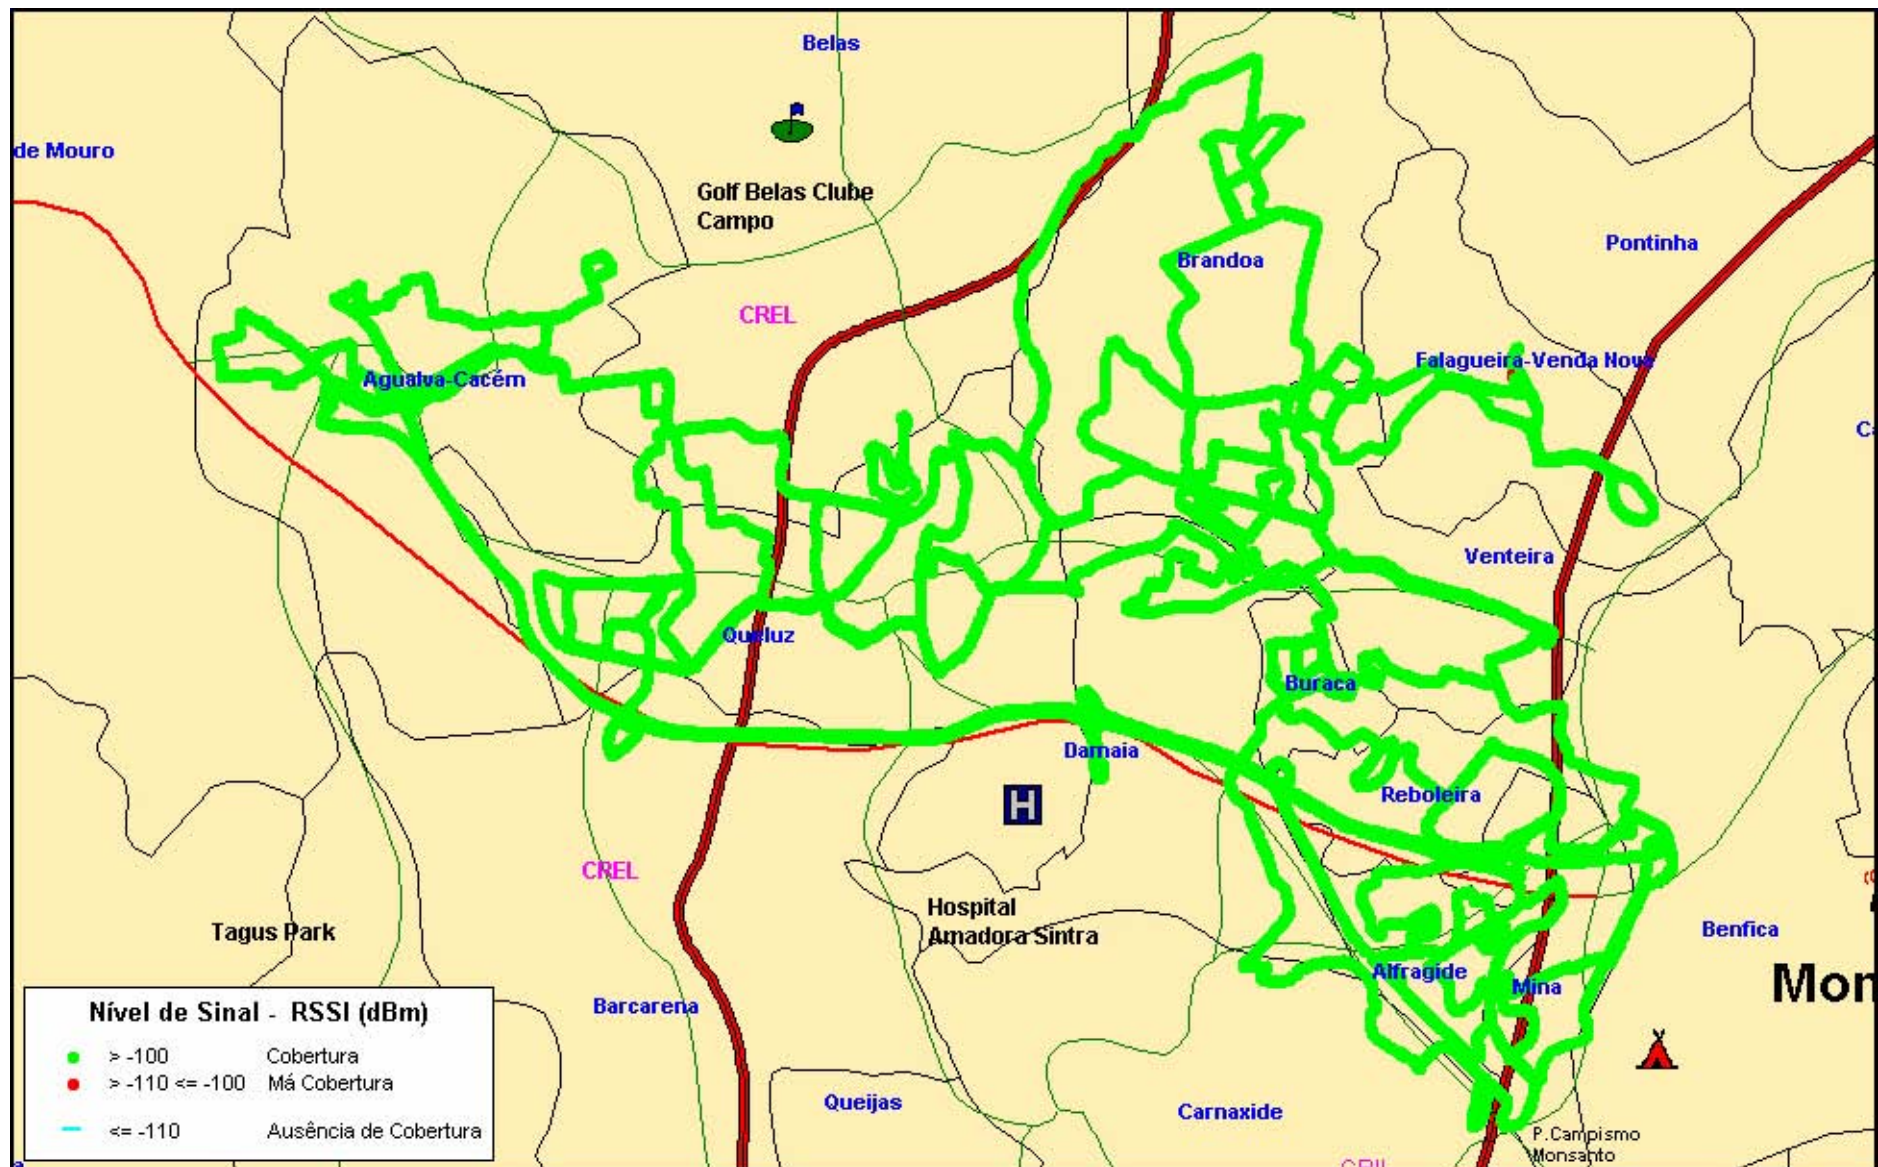 Belas
de Mouro
Golf Belas Clube
Campo
Pontinha
Brandoa
CREL
Falagueira-Venda Nova
Agualva-Cacém
Venteira
Queluz
Buraca
Damaia
Reboleira
H
CREL
Hospital
Amadora Sintra
Tagus Park
Benfica
Alfragide
Mina
Mon
Barcarena
Queijas
Carnaxide
P.Campismo
Monsanto
CRIL
Nível de Sinal - RSSI (dBm)
> -100 Cobertura
> -110 <= -100 Má Cobertura
<= -110 Ausência de Cobertura